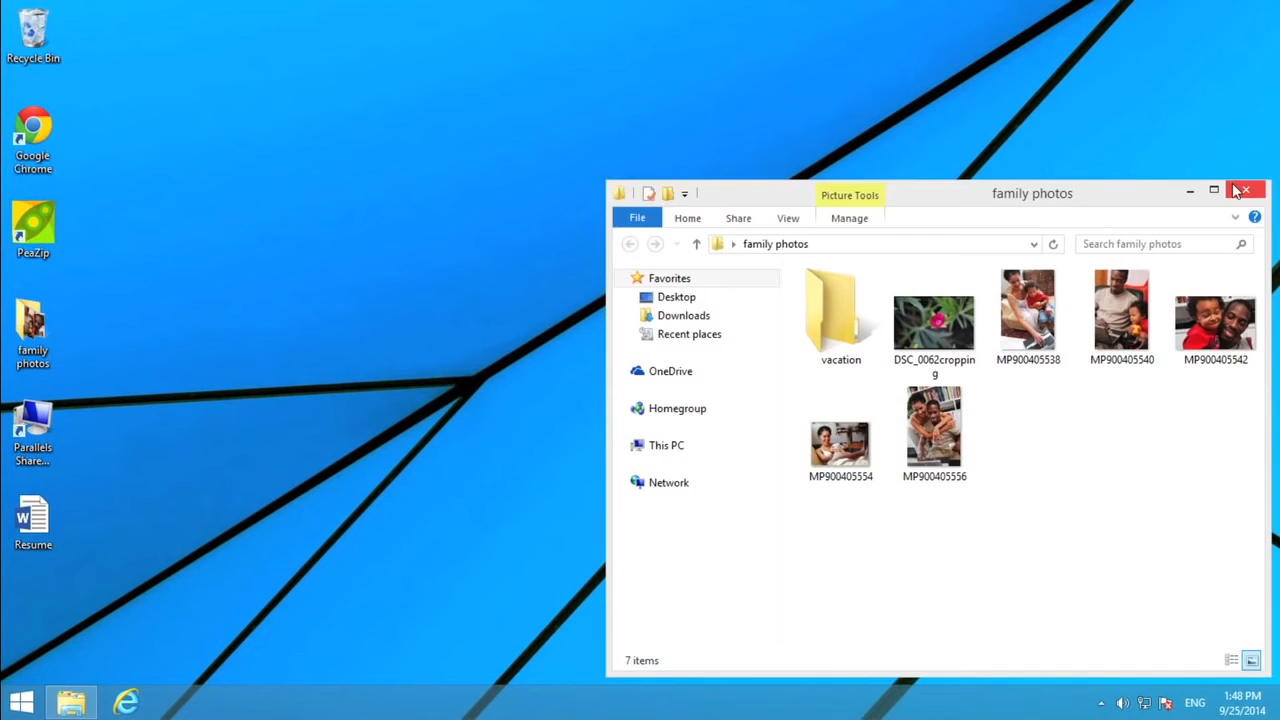 Recycle Bin
Google
Chrome
PeaZip
family
photos
Parallels
Share...
Resume
Picture Tools
family photos
File
Home
Share
View
Manage
family photos
Search family photos
Favorites
Desktop
Downloads
Recent places
OneDrive
Homegroup
This PC
Network
vacation
DSC_0062croppin
g
MP900405538
MP900405540
MP900405542
MP900405554
MP900405556
7 items
ENG
1:48 PM
9/25/2014